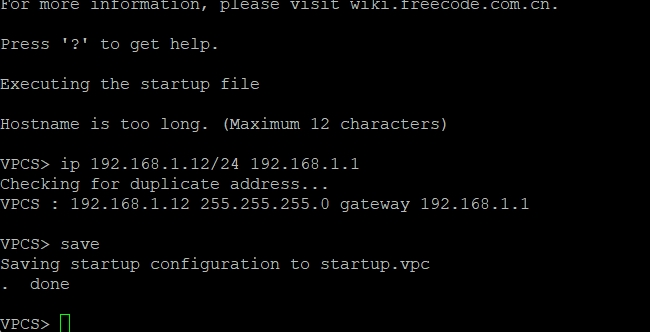 For more information, please visit wiki.freecode.com.cn.
Press '?' to get help.
Executing the startup file
Hostname is too long. (Maximum 12 characters)
VPCS> ip 192.168.1.12/24 192.168.1.1
Checking for duplicate address...
VPCS : 192.168.1.12 255.255.255.0 gateway 192.168.1.1
VPCS> save
Saving startup configuration to startup.vpc
.  done
VPCS>